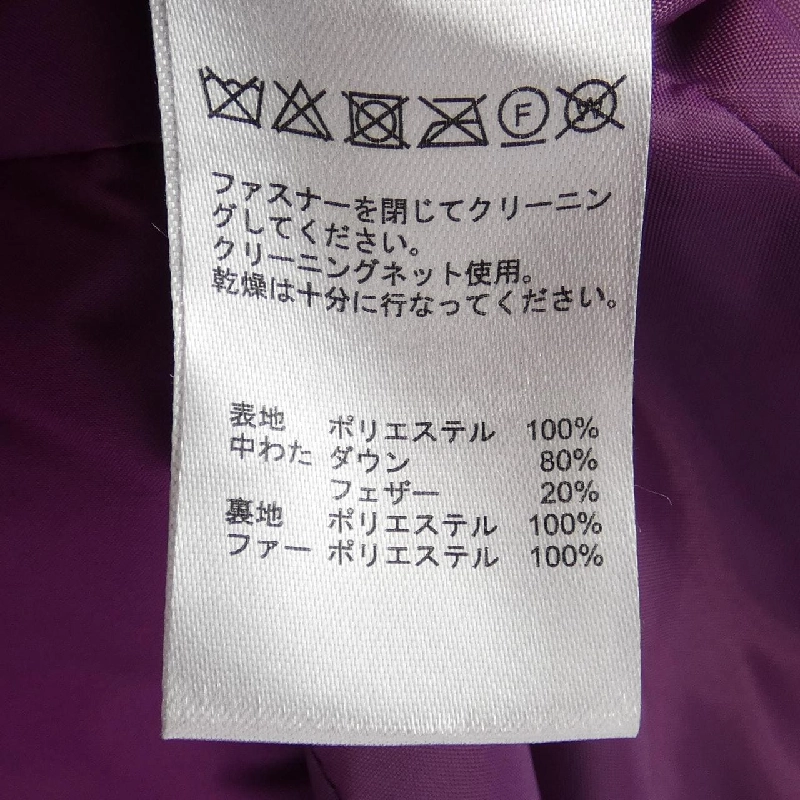 F W
ファスナーを閉じてクリーニン
グしてください。
クリーニングネット使用。
乾燥は十分に行なってください。
表地 ポリエステル 100%
中わた ダウン 80%
フェザー 20%
裏地 ポリエステル 100%
ファー ポリエステル 100%